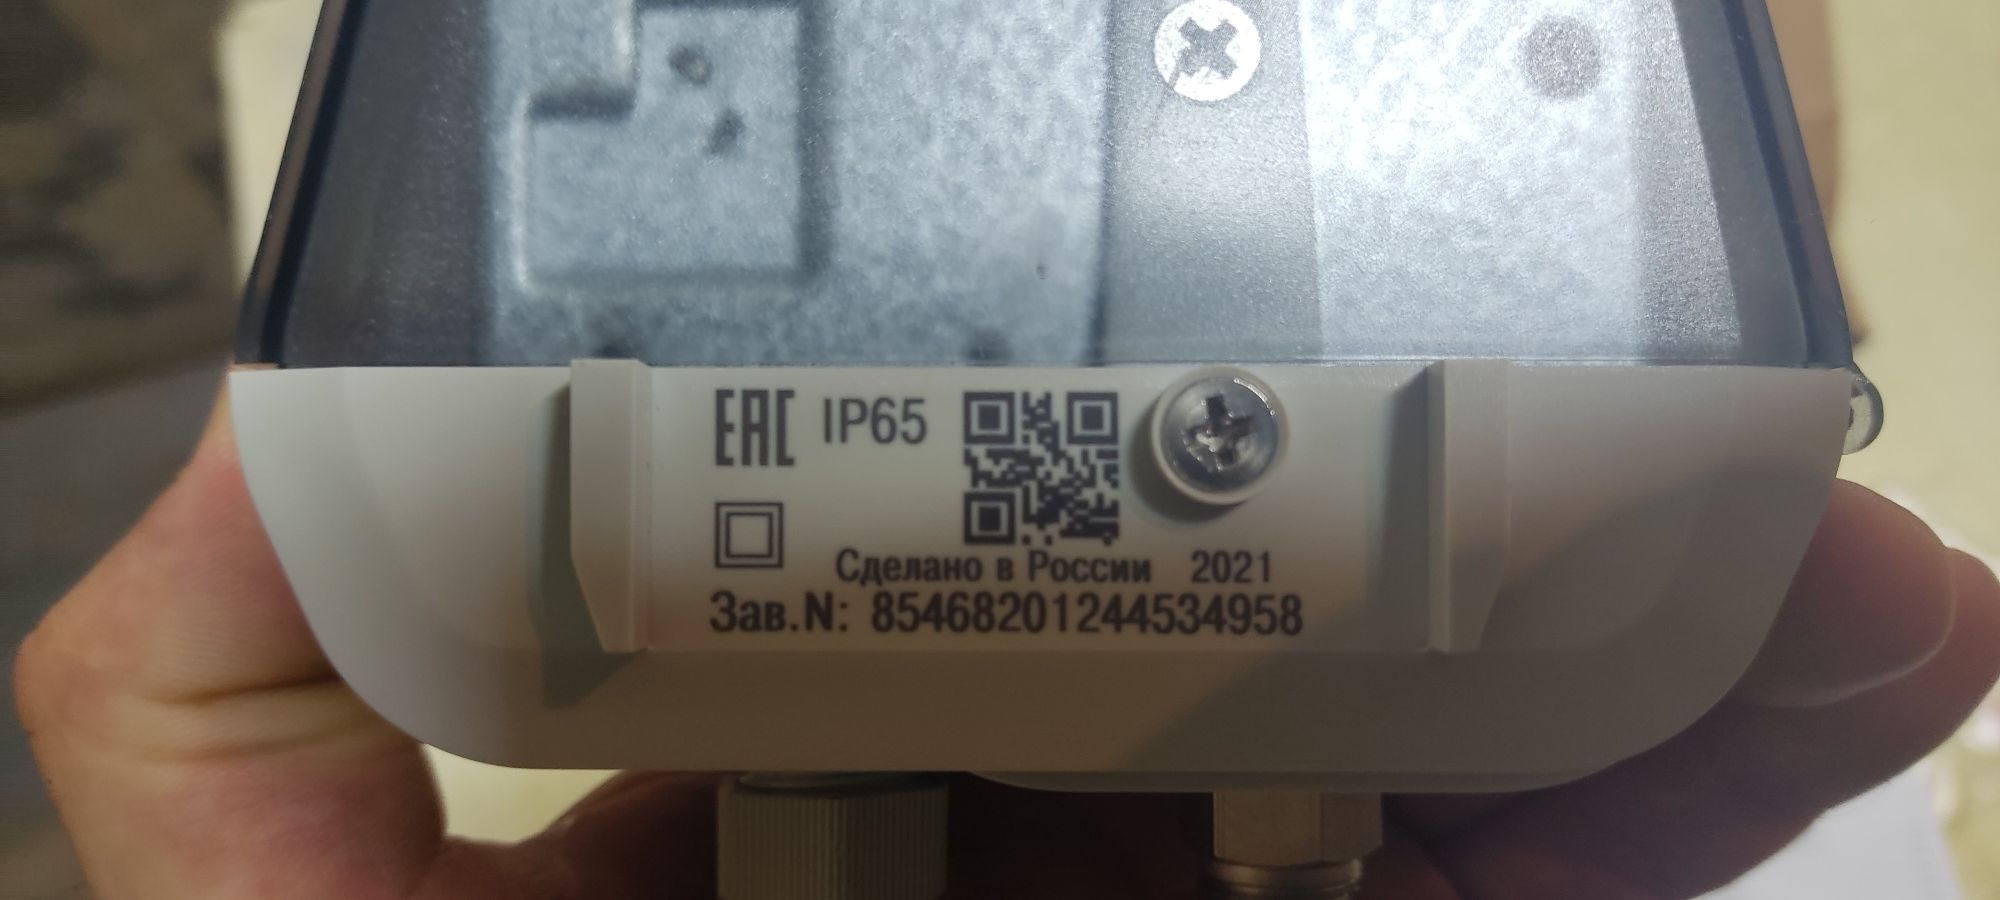 EAC IP65
Сделано в России 2021
Зав.N: 85468201244534958